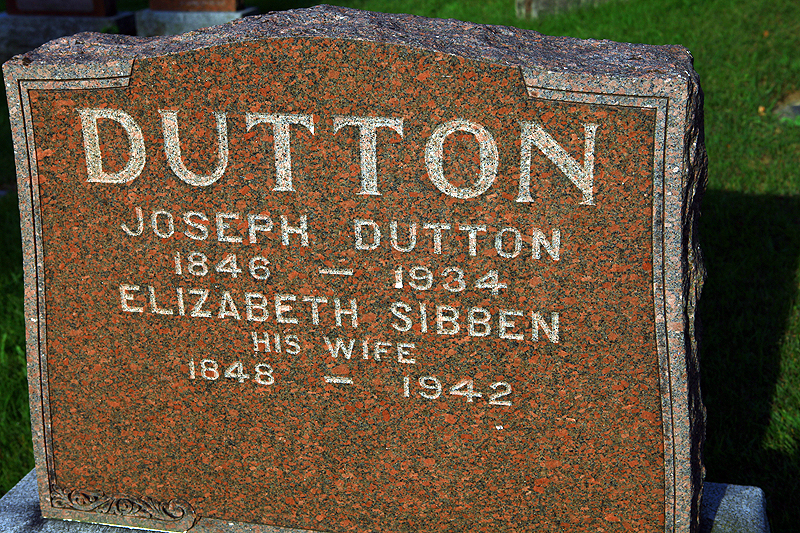 DUTTON
JOSEPH DUTTON
1846 — 1934
ELIZABETH SIBBEN
HIS WIFE
1848 — 1942